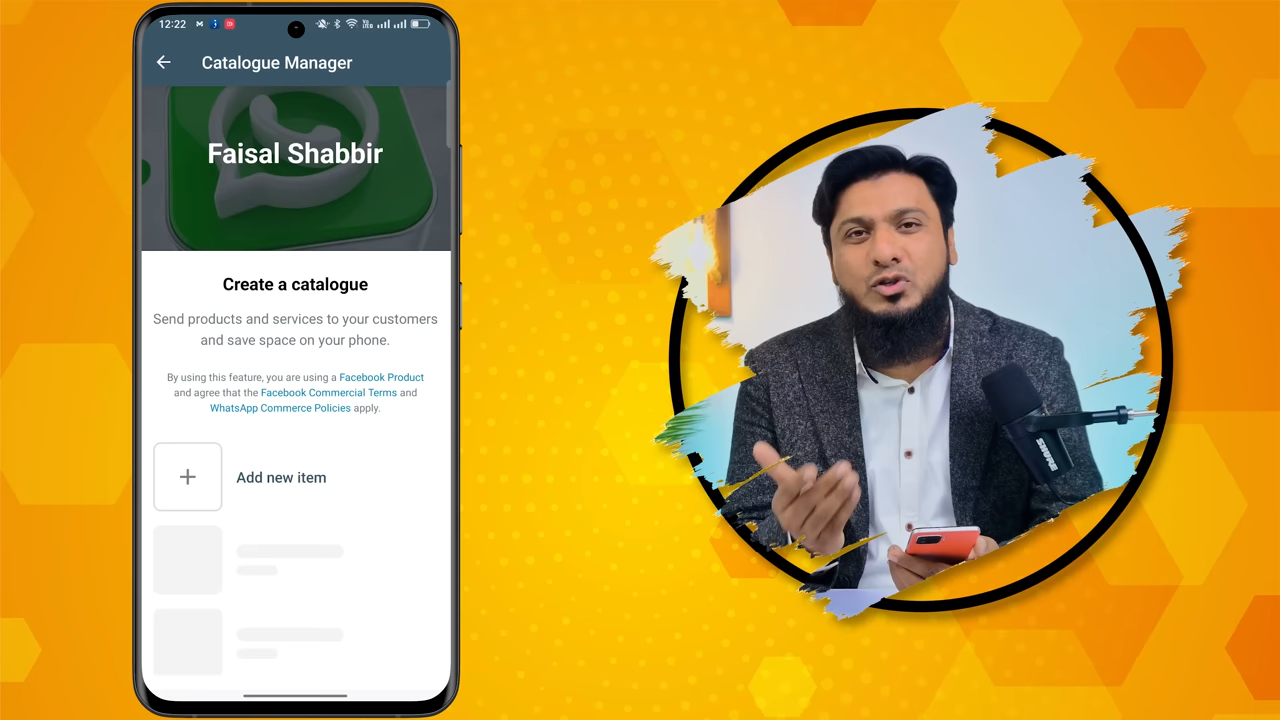 12:22
Catalogue Manager
Faisal Shabbir
Create a catalogue
Send products and services to your customers
and save space on your phone.
By using this feature, you are using a Facebook Product
and agree that the Facebook Commercial Terms and
WhatsApp Commerce Policies apply.
Add new item
SHURE